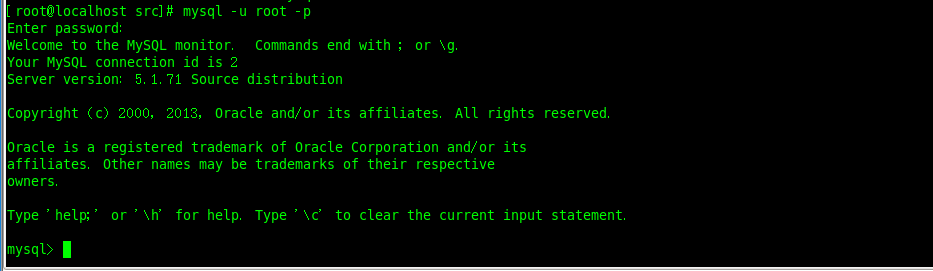 [root@localhost src]# mysql -u root -p
Enter password:
Welcome to the MySQL monitor.  Commands end with ; or \g.
Your MySQL connection id is 2
Server version: 5.1.71 Source distribution
Copyright (c) 2000, 2013, Oracle and/or its affiliates. All rights reserved.
Oracle is a registered trademark of Oracle Corporation and/or its
affiliates. Other names may be trademarks of their respective
owners.
Type 'help;' or '\h' for help. Type '\c' to clear the current input statement.
mysql>